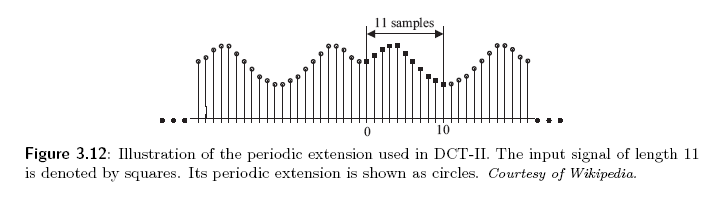 11 samples
0
10
Figure 3.12: Illustration of the periodic extension used in DCT-II. The input signal of length 11
is denoted by squares. Its periodic extension is shown as circles. Courtesy of Wikipedia.